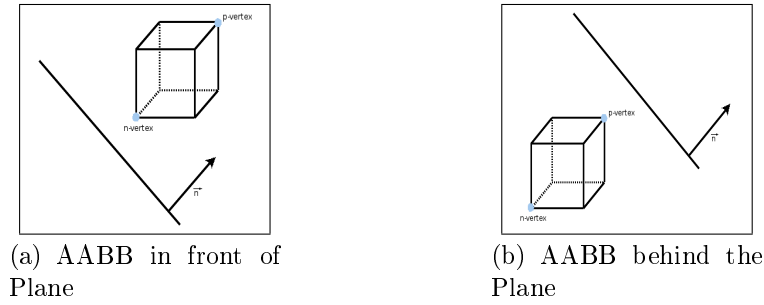 p-vertex
n-vertex
n
(a) AABB in front of
Plane
p-vertex
n
n-vertex
(b) AABB behind the
Plane